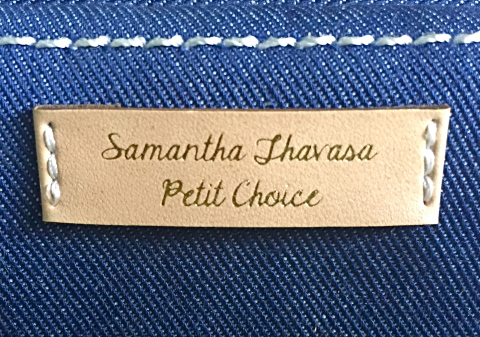 Samantha Thavasa
Petit Choice